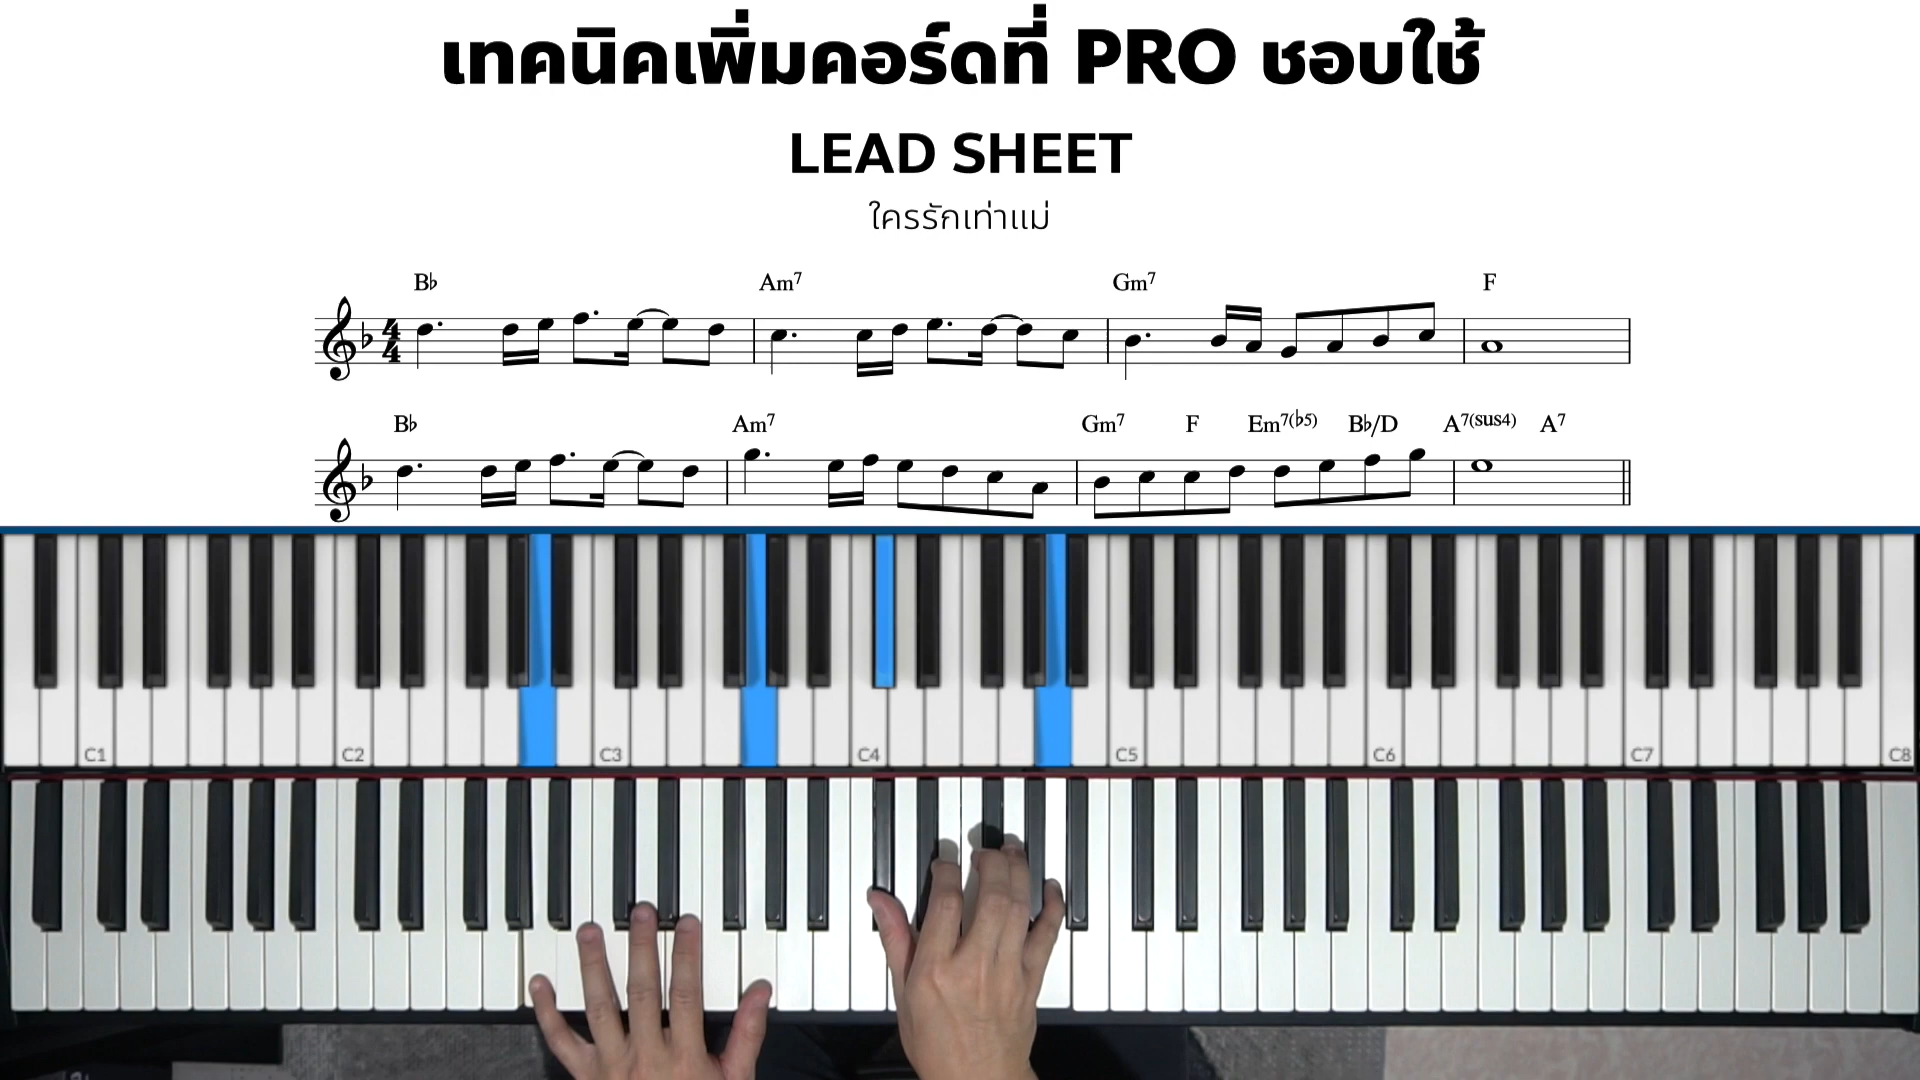 เทคนิคเพิ่มคอร์ดที่ PRO ชอบใช้
LEAD SHEET
ใครรักเท่าแม่
B♭ Am7 Gm7 F
4
4
B♭ Am7 Gm7 F Em7(♭5) B♭/D A7(sus4) A7
C1 C2 C3 C4 C5 C6 C7 C8